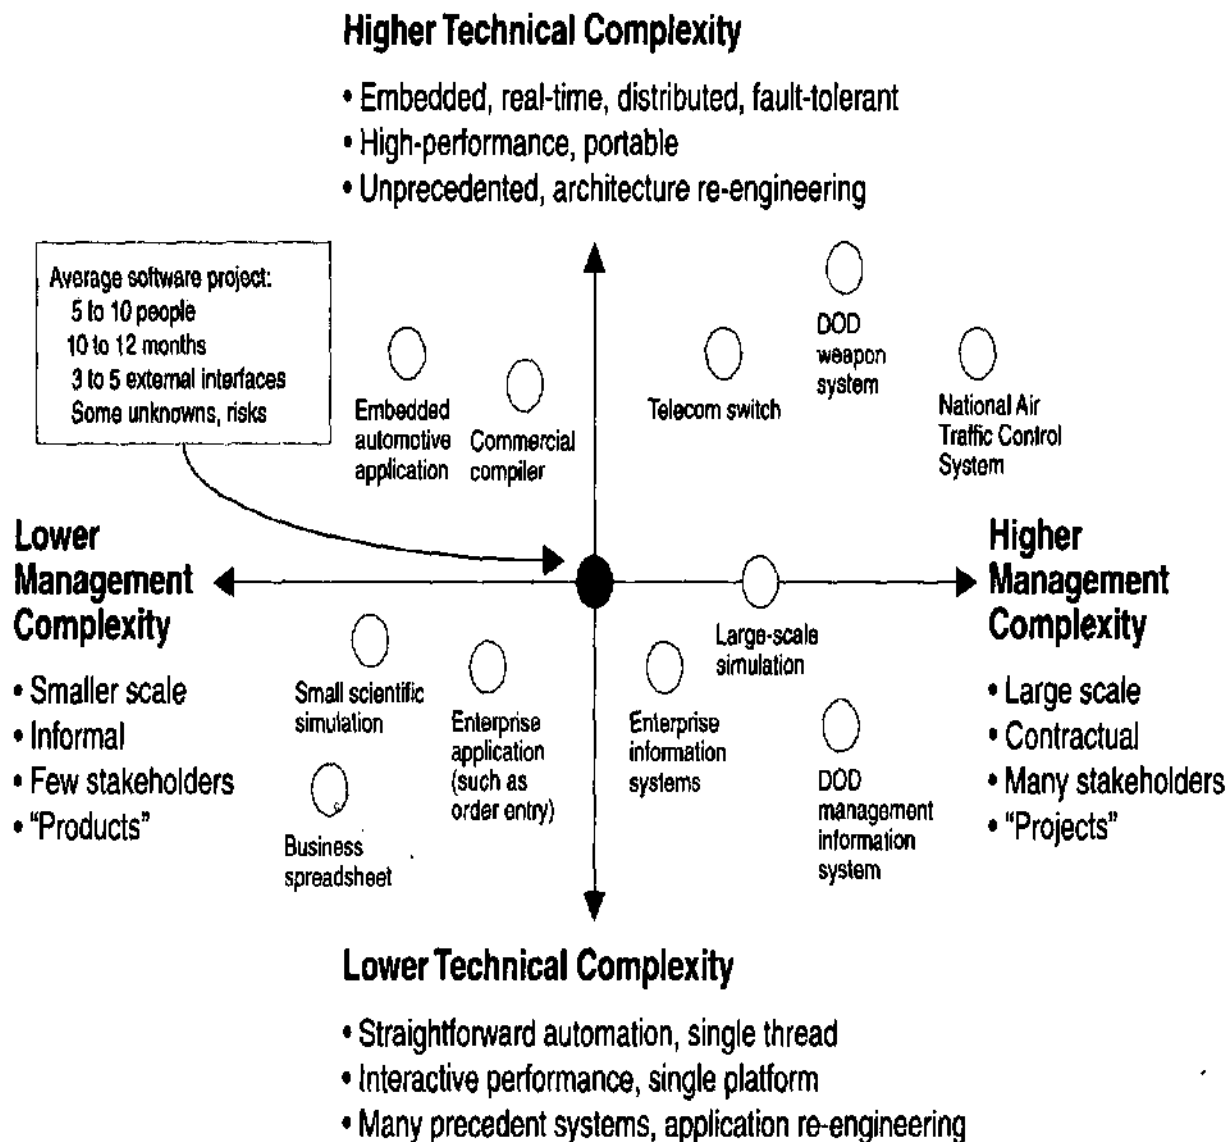 Higher Technical Complexity
• Embedded, real-time, distributed, fault-tolerant
• High-performance, portable
• Unprecedented, architecture re-engineering
Average software project:
5 to 10 people
10 to 12 months
3 to 5 external interfaces
Some unknowns, risks
Embedded
automotive
application
Commercial
compiler
Telecom switch
DOD
weapon
system
National Air
Traffic Control
System
Lower
Management
Complexity
• Smaller scale
• Informal
• Few stakeholders
• “Products”
Higher
Management
Complexity
• Large scale
• Contractual
• Many stakeholders
• “Projects”
Large-scale
simulation
Small scientific
simulation
Enterprise
application
(such as
order entry)
Enterprise
information
systems
DOD
management
information
system
Business
spreadsheet
Lower Technical Complexity
• Straightforward automation, single thread
• Interactive performance, single platform
• Many precedent systems, application re-engineering